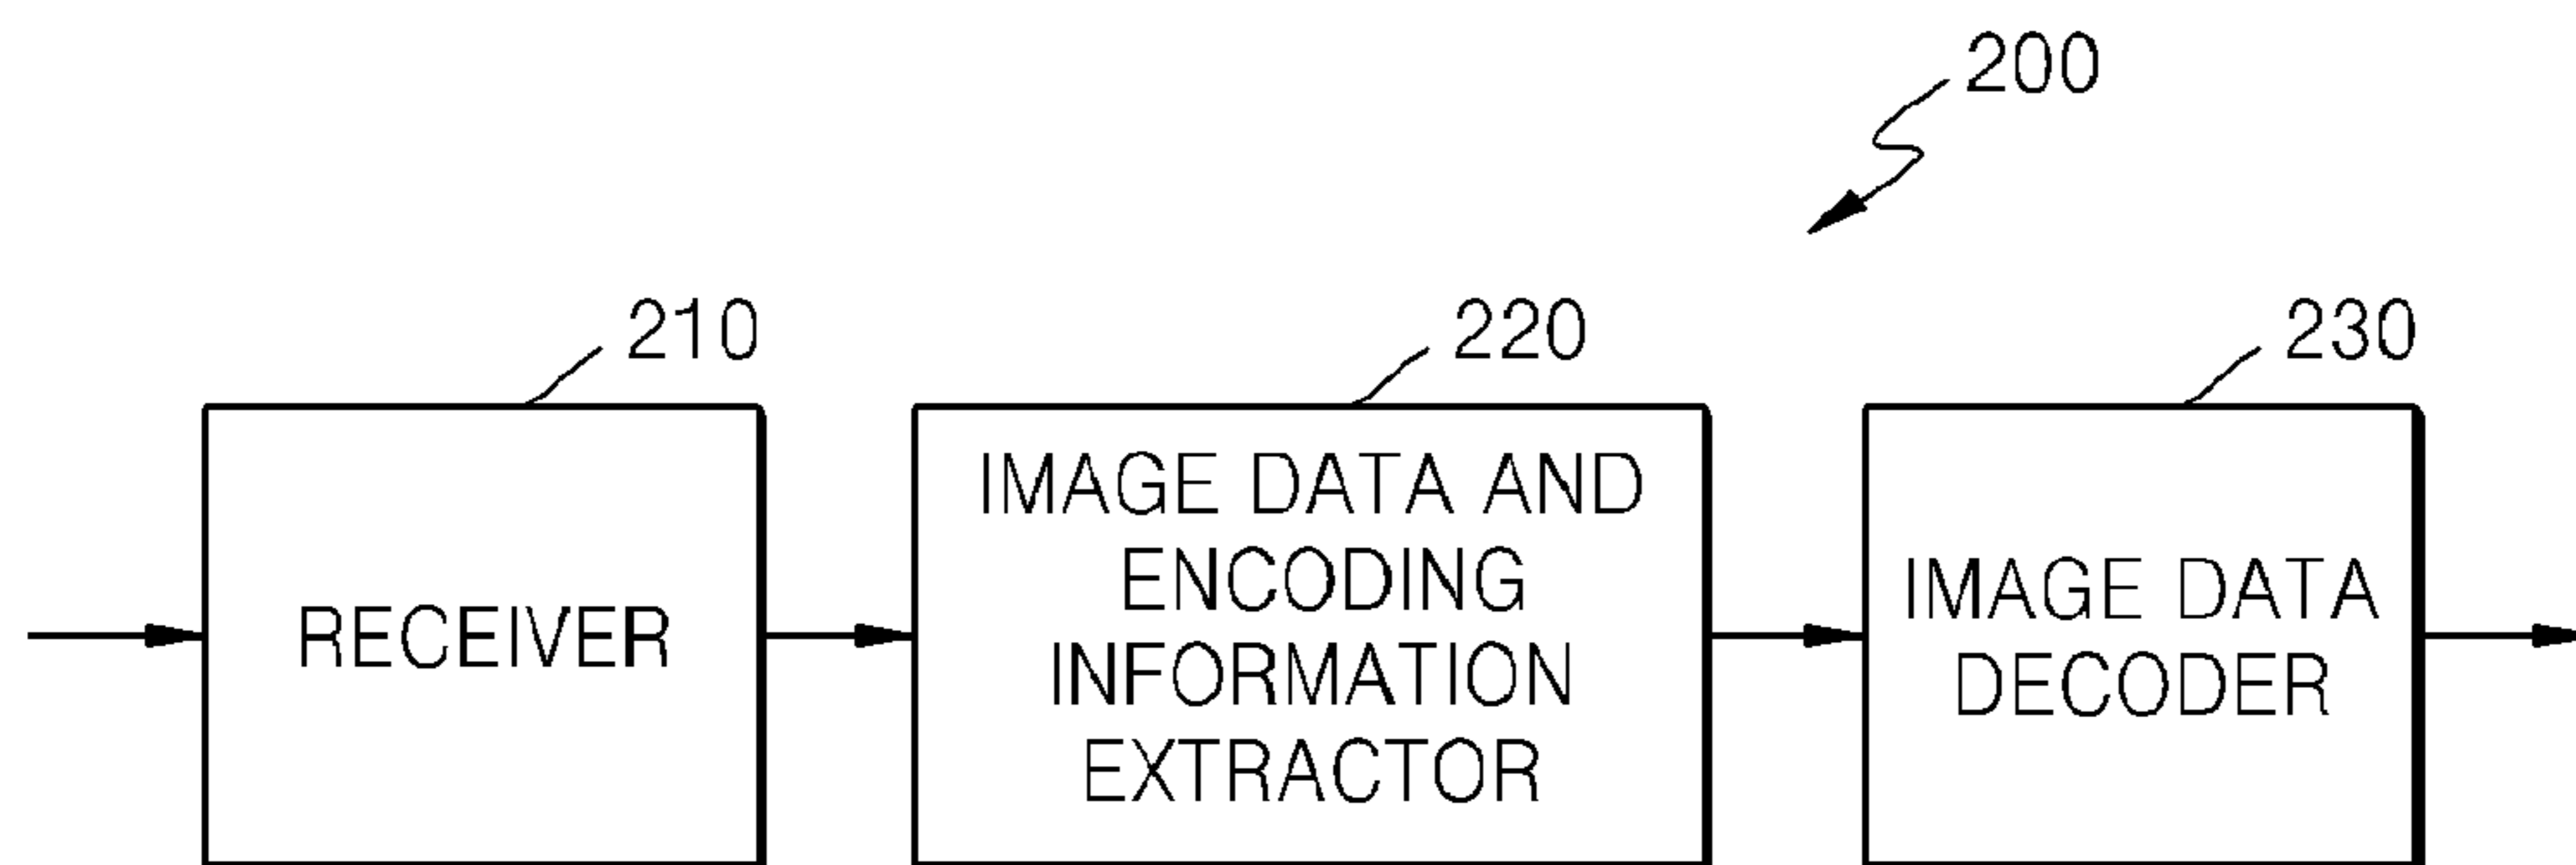 200
210
220
230
RECEIVER
IMAGE DATA AND
ENCODING
INFORMATION
EXTRACTOR
IMAGE DATA
DECODER